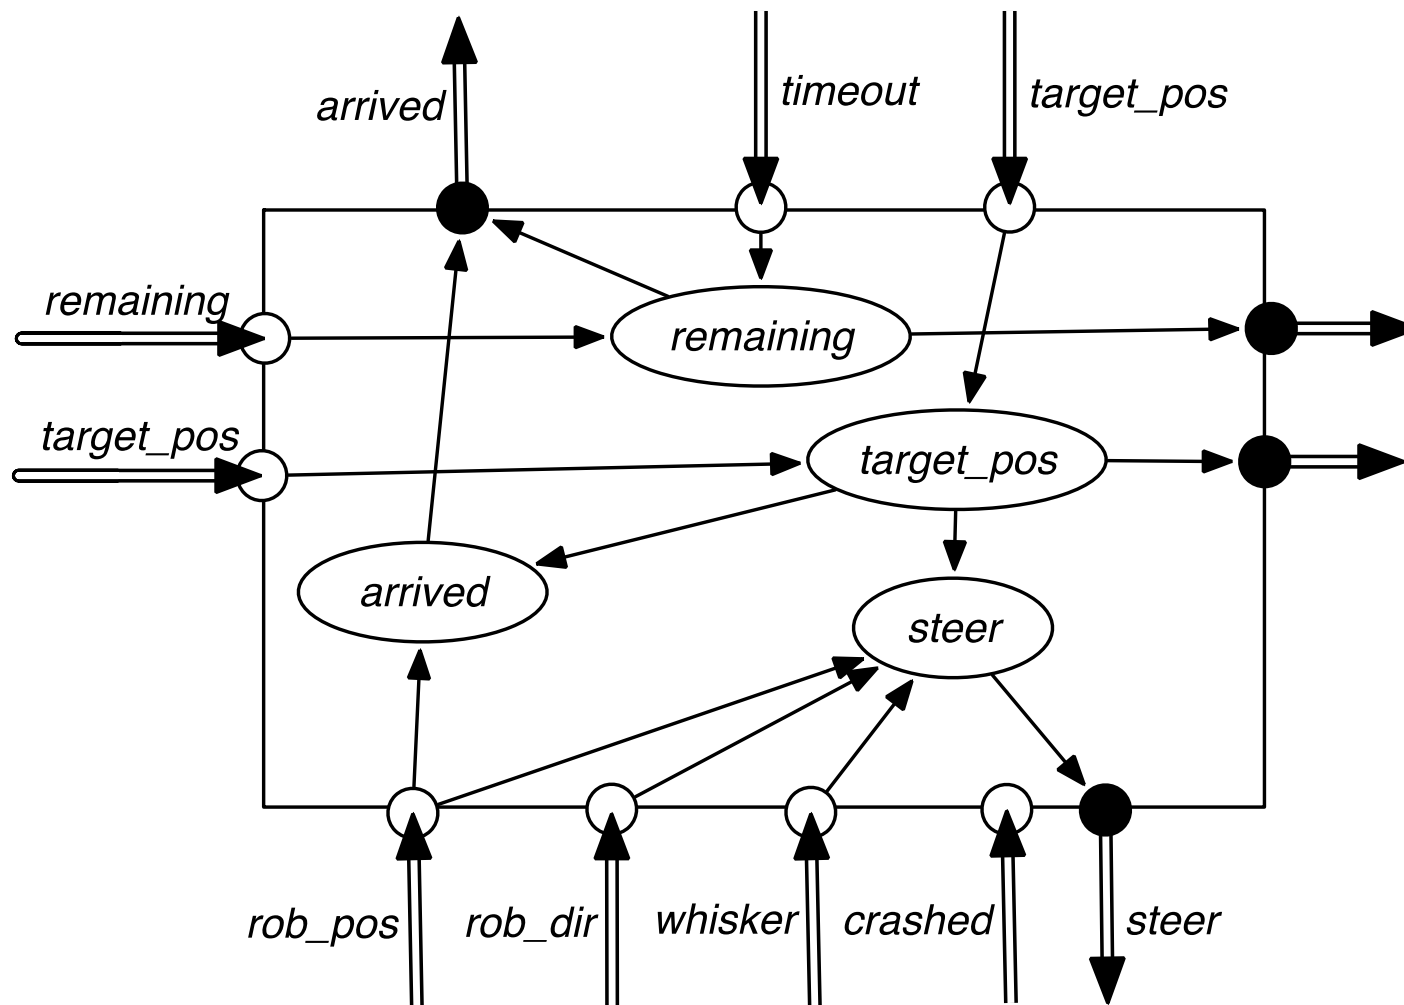 arrived
timeout
target_pos
remaining
remaining
target_pos
target_pos
arrived
steer
rob_pos
rob_dir
whisker
crashed
steer